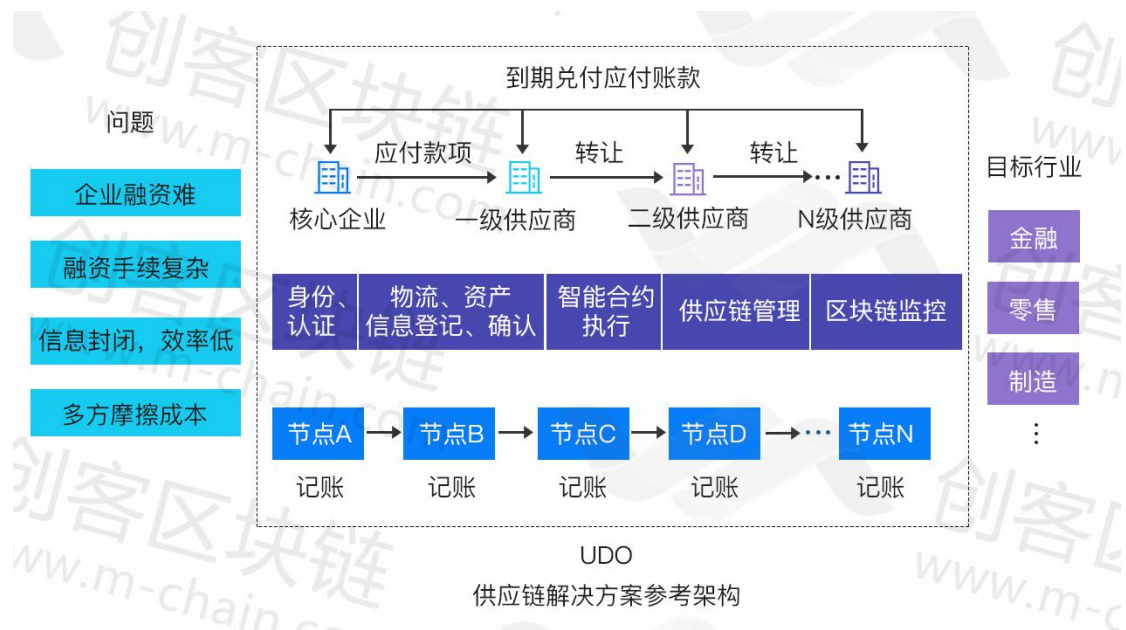 到期兑付应付账款
问题
应付款项
转让
转让
目标行业
核心企业
一级供应商
二级供应商
N级供应商
企业融资难
融资手续复杂
信息封闭，效率低
多方摩擦成本
身份、
认证
物流、资产
信息登记、确认
智能合约
执行
供应链管理
区块链监控
金融
零售
制造
节点A
节点B
节点C
节点D
节点N
记账
记账
记账
记账
记账
UDO
供应链解决方案参考架构
创客区块链
www.m-chain.com